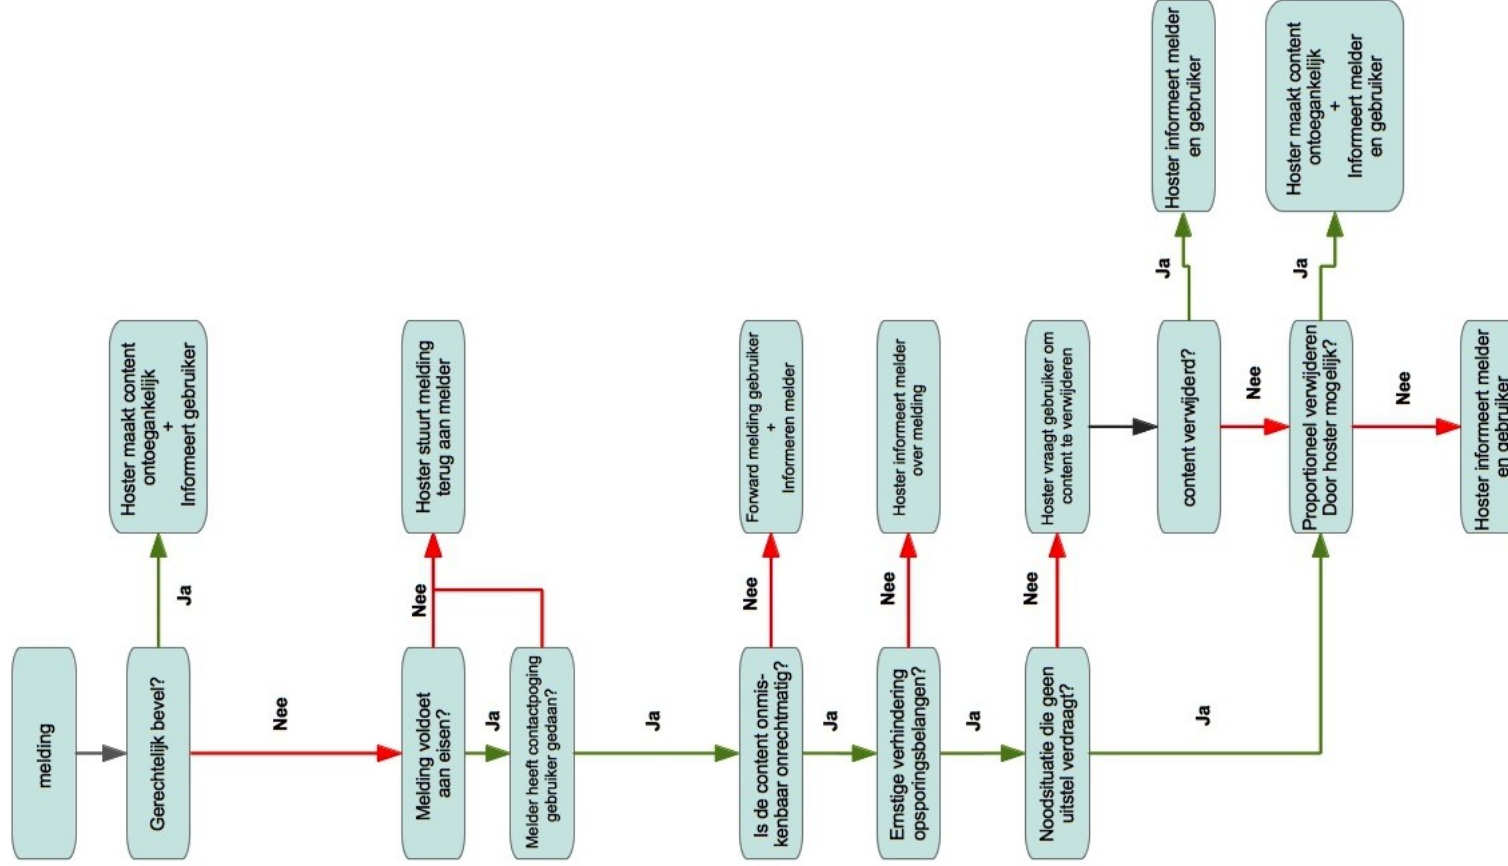 melding
Gerechtelijk bevel?
Ja
Hoster maakt content
ontoegankelijk
+
Informeert gebruiker
Nee
Melding voldoet
aan eisen?
Nee
Hoster stuurt melding
terug aan melder
Ja
Melder heeft contactpoging
gebruiker gedaan?
Ja
Is de content onmis-
kenbaar onrechtmatig?
Nee
Forward melding gebruiker
+
Informeren melder
Ja
Ernstige verhindering
opsporingsbelangen?
Nee
Hoster informeert melder
over melding
Ja
Noodsituatie die geen
uitstel verdraagt?
Nee
Hoster vraagt gebruiker om
content te verwijderen
content verwijderd?
Ja
Hoster informeert melder
en gebruiker
Nee
Ja
Proportioneel verwijderen
Door hoster mogelijk?
Ja
Hoster maakt content
ontoegankelijk
+
Informeert melder
en gebruiker
Nee
Hoster informeert melder
en gebruiker